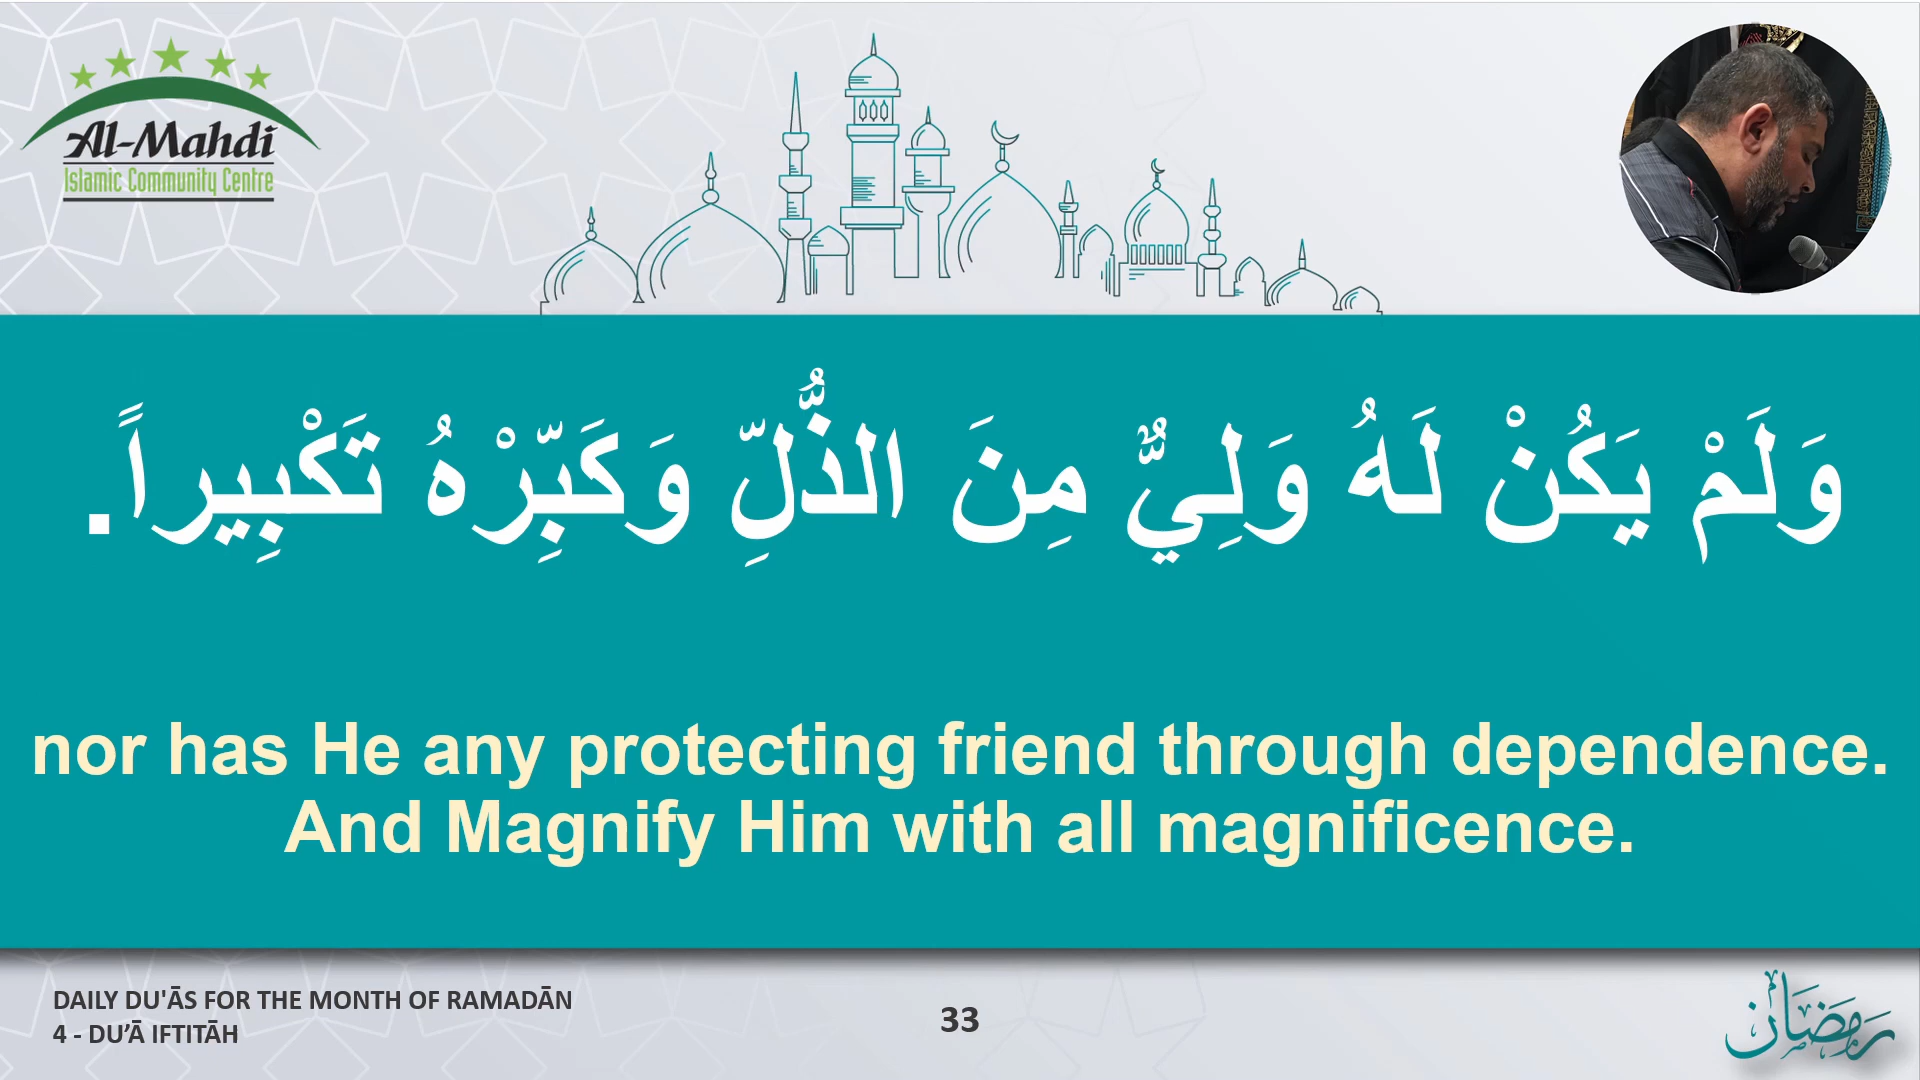 Al-Mahdi
Islamic Community Centre
وَلَمْ يَكُنْ لَهُ وَلِيٌّ مِنَ الذُّلِّ وَكَبِّرْهُ تَكْبِيراً.
nor has He any protecting friend through dependence.
And Magnify Him with all magnificence.
DAILY DU'ĀS FOR THE MONTH OF RAMADĀN
4 - DU’Ā IFTITĀH
33
رَمَضَان